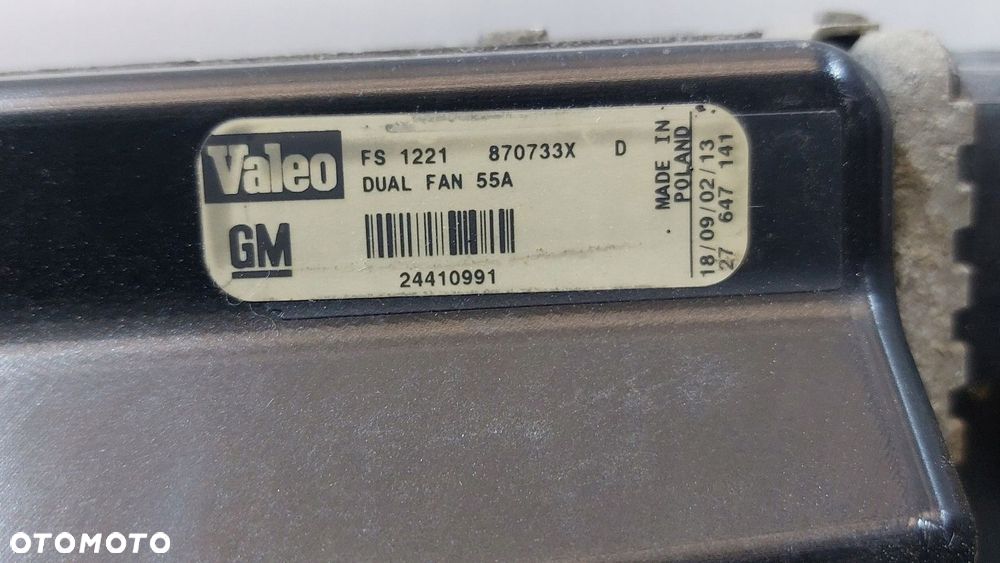 Valeo
FS 1221 870733X D
DUAL FAN 55A
GM
24410991
MADE IN
POLAND
18/09/02/13
27 647 141
OTOMOTO